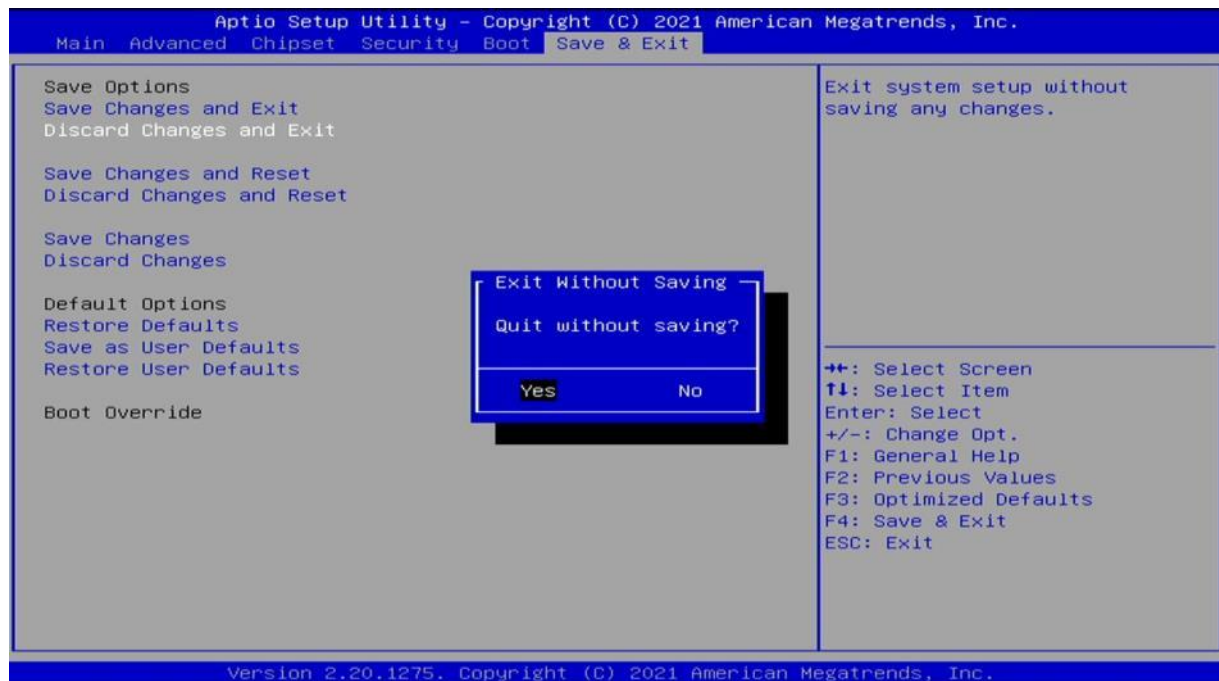 Aptio Setup Utility – Copyright (C) 2021 American Megatrends, Inc.
Main Advanced Chipset Security Boot Save & Exit
Save Options
Save Changes and Exit
Discard Changes and Exit
Save Changes and Reset
Discard Changes and Reset
Save Changes
Discard Changes
Default Options
Restore Defaults
Save as User Defaults
Restore User Defaults
Boot Override
Exit Without Saving
Quit without saving?
Yes No
Exit system setup without
saving any changes.
→←: Select Screen
↑↓: Select Item
Enter: Select
+/-: Change Opt.
F1: General Help
F2: Previous Values
F3: Optimized Defaults
F4: Save & Exit
ESC: Exit
Version 2.20.1275. Copyright (C) 2021 American Megatrends, Inc.